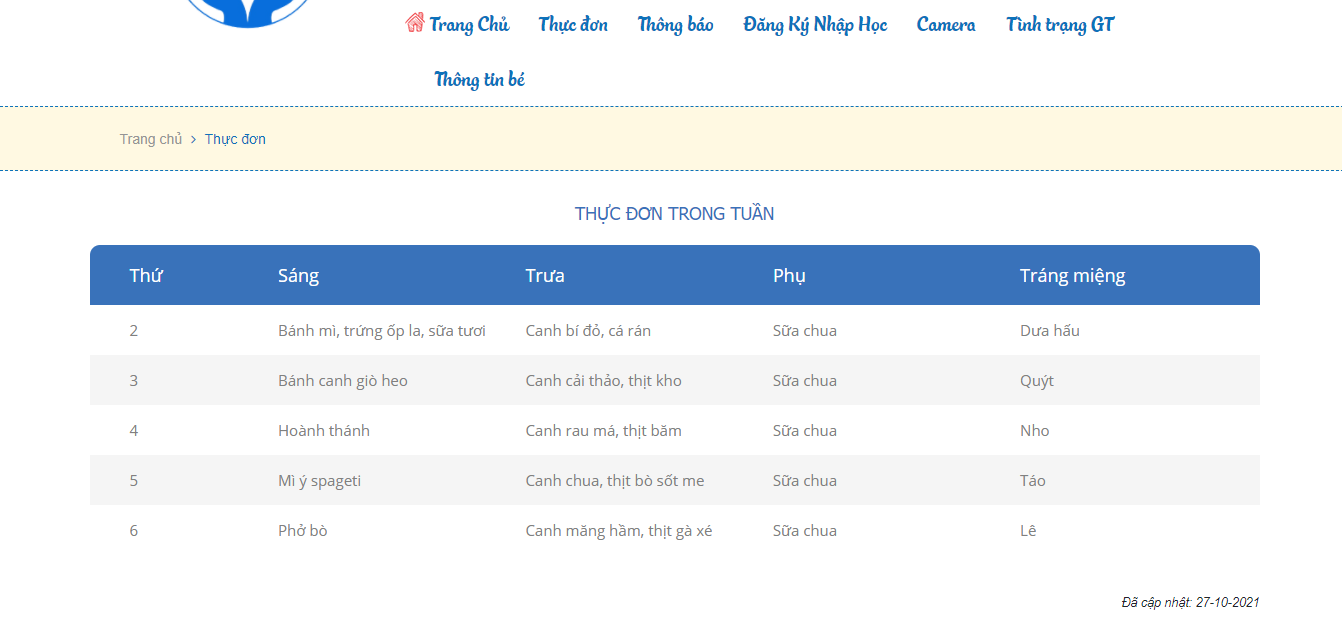 Trang Chủ Thực đơn Thông báo Đăng Ký Nhập Học Camera Tình trạng GT
Thông tin bé
Trang chủ > Thực đơn
THỰC ĐƠN TRONG TUẦN
Thứ Sáng Trưa Phụ Tráng miệng
2 Bánh mì, trứng ốp la, sữa tươi Canh bí đỏ, cá rán Sữa chua Dưa hấu
3 Bánh canh giò heo Canh cải thảo, thịt kho Sữa chua Quýt
4 Hoành thánh Canh rau má, thịt băm Sữa chua Nho
5 Mì ý spageti Canh chua, thịt bò sốt me Sữa chua Táo
6 Phở bò Canh măng hầm, thịt gà xé Sữa chua Lê
Đã cập nhật: 27-10-2021